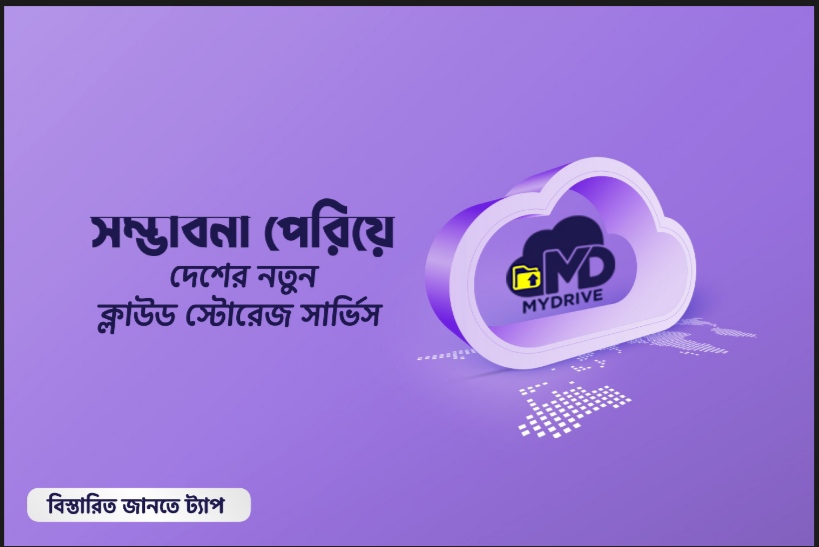 সম্ভাবনা পেরিয়ে
দেশের নতুন
ক্লাউড স্টোরেজ সার্ভিস
MD
MYDRIVE
বিস্তারিত জানতে ট্যাপ